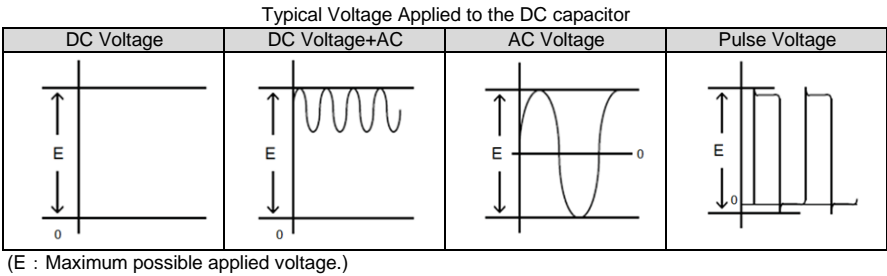 Typical Voltage Applied to the DC capacitor
DC Voltage DC Voltage+AC AC Voltage Pulse Voltage
E E E E
0 0 0 0
(E：Maximum possible applied voltage.)